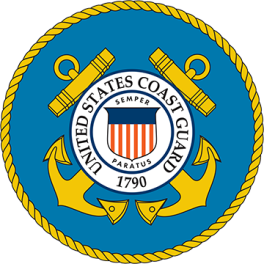 UNITED STATES COAST GUARD
SEMPER
PARATUS
1790